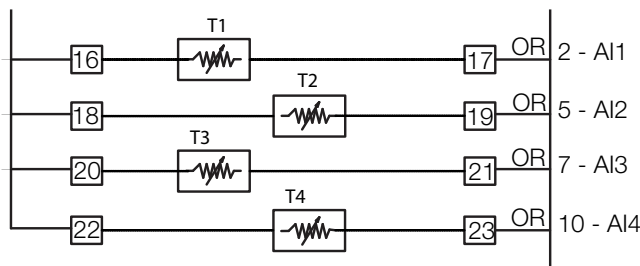 T1
16 17 OR 2 - AI1
T2
18 19 OR 5 - AI2
T3
20 21 OR 7 - AI3
T4
22 23 OR 10 - AI4